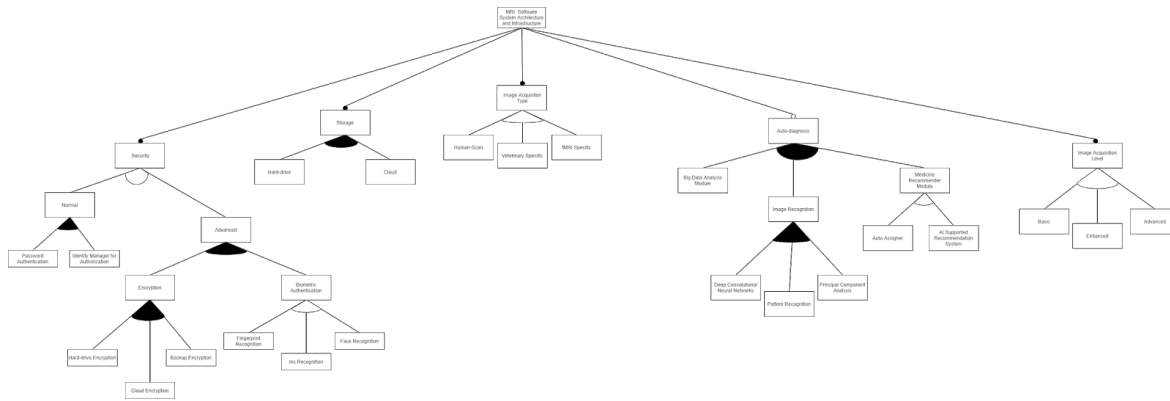 MRI Software
System Architecture
and Infrastructure
Image Acquisition
Type
Storage
Auto-diagnosis
Security
Image Acquisition
Level
Human-Scan
Veterinary Specific
fMRI Specific
Hard-drive
Cloud
Big Data Analysis
Module
Medicine
Recommender
Module
Normal
Image Recognition
Basic
Enhanced
Advanced
Advanced
Auto Assigner
AI Supported
Recommendation
System
Password
Authentication
Identity Manager for
Authorization
Encryption
Biometric
Authentication
Deep Convolutional
Neural Networks
Pattern Recognition
Principal Component
Analysis
Fingerprint
Recognition
Iris Recognition
Face Recognition
Hard-drive Encryption
Cloud Encryption
Backup Encryption